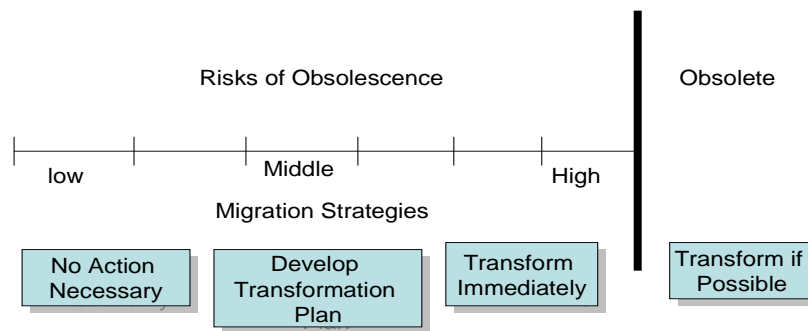 Risks of Obsolescence
Obsolete
low
Middle
High
Migration Strategies
No Action
Necessary
Develop
Transformation
Plan
Transform
Immediately
Transform if
Possible